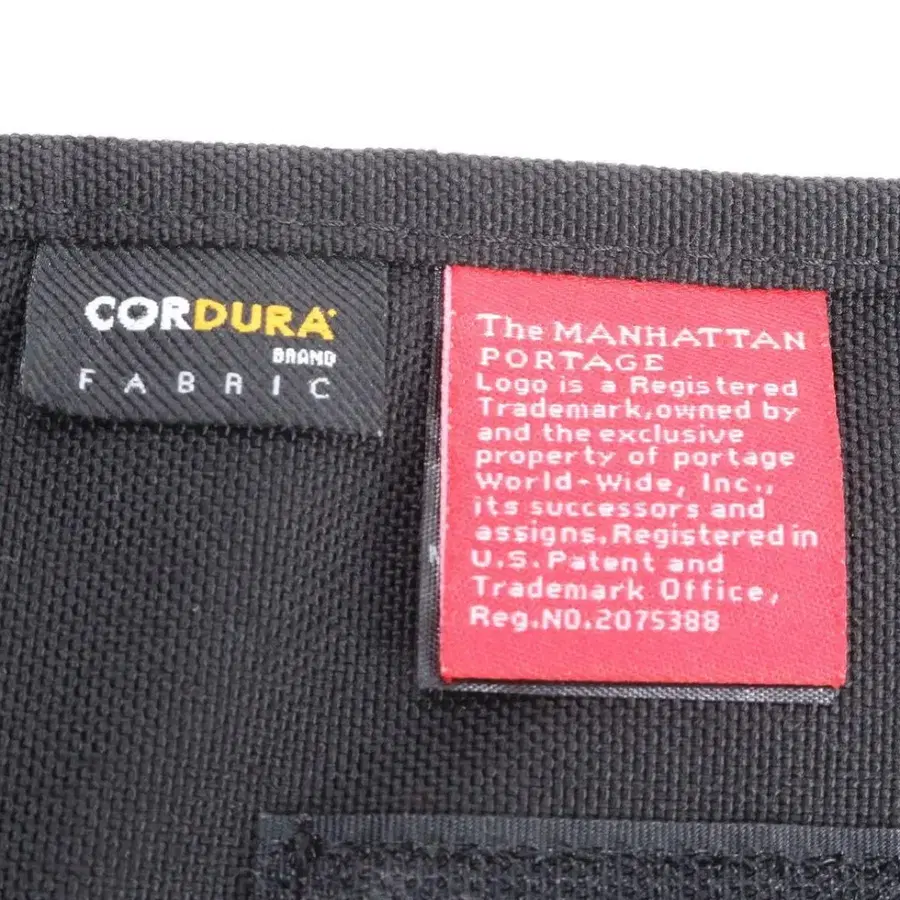 CORDURA
BRAND
FABRIC
The MANHATTAN
PORTAGE
Logo is a Registered
Trademark,owned by
and the exclusive
property of portage
World-Wide, Inc.,
its successors and
assigns.Registered in
U.S.Patent and
Trademark Office,
Reg.NO.2075388